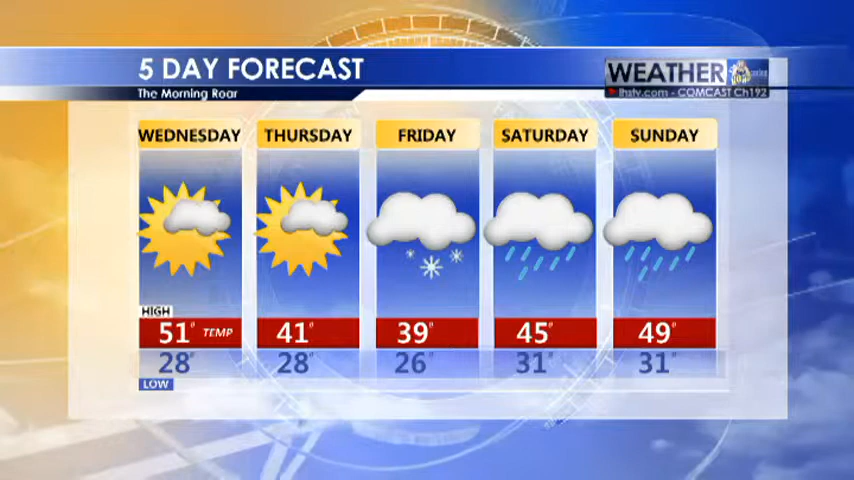 5 DAY FORECAST
The Morning Roar
WEATHER
lhstv.com - COMCAST Ch192
WEDNESDAY THURSDAY FRIDAY SATURDAY SUNDAY
HIGH
51° TEMP 41° 39° 45° 49°
28° 28° 26° 31° 31°
LOW